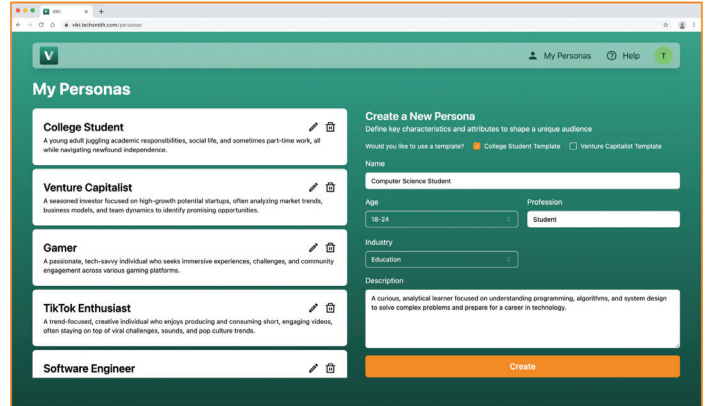 VIKI
viki.techsmith.com/personas
V
My Personas
Help
T
My Personas
College Student
A young adult juggling academic responsibilities, social life, and sometimes part-time work, all
while navigating newfound independence.
Venture Capitalist
A seasoned investor focused on high-growth potential startups, often analyzing market trends,
business models, and team dynamics to identify promising opportunities.
Gamer
A passionate, tech-savvy individual who seeks immersive experiences, challenges, and community
engagement across various gaming platforms.
TikTok Enthusiast
A trend-focused, creative individual who enjoys producing and consuming short, engaging videos,
often staying on top of viral challenges, sounds, and pop culture trends.
Software Engineer
Create a New Persona
Define key characteristics and attributes to shape a unique audience
Would you like to use a template? College Student Template Venture Capitalist Template
Name
Computer Science Student
Age Profession
18-24 Student
Industry
Education
Description
A curious, analytical learner focused on understanding programming, algorithms, and system design
to solve complex problems and prepare for a career in technology.
Create